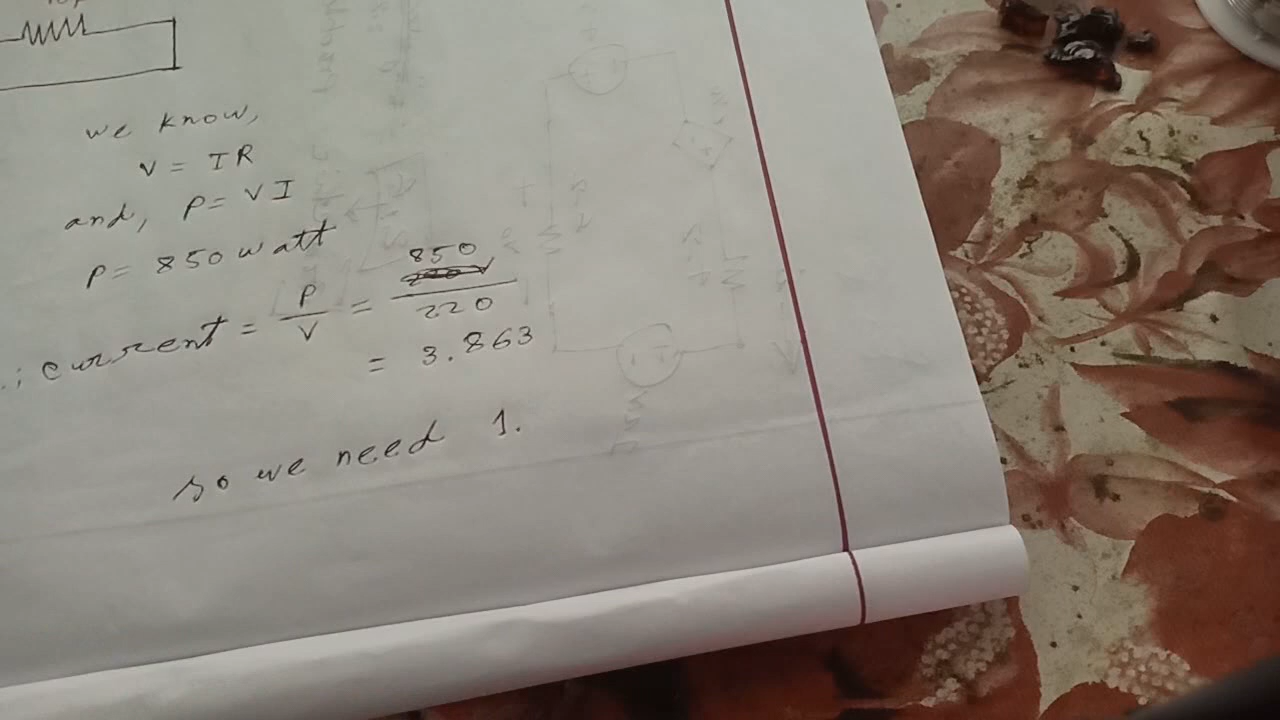 we know,
V = IR
and, P = VI
P = 850 watt
∴ current = P/V = 850/220
= 3.863
so we need 1.